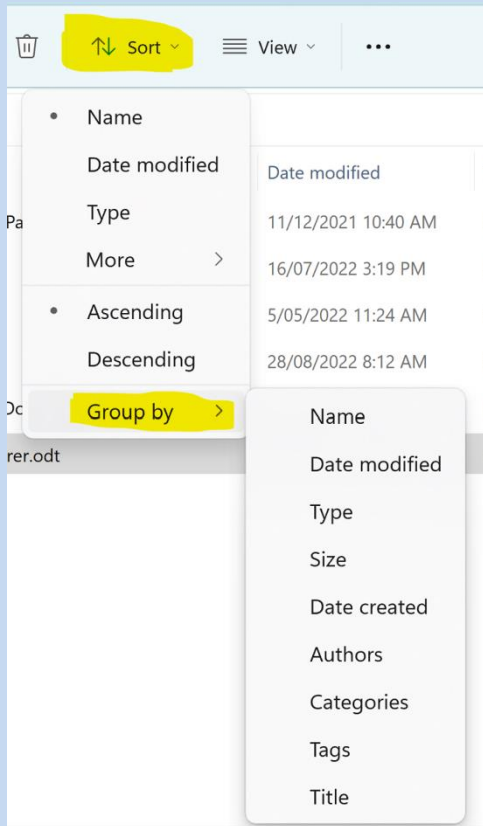 Sort View •••
Name
Date modified
Type
More
Ascending
Descending
Group by
Date modified
Pa 11/12/2021 10:40 AM
16/07/2022 3:19 PM
5/05/2022 11:24 AM
28/08/2022 8:12 AM
Do
rer.odt
Name
Date modified
Type
Size
Date created
Authors
Categories
Tags
Title